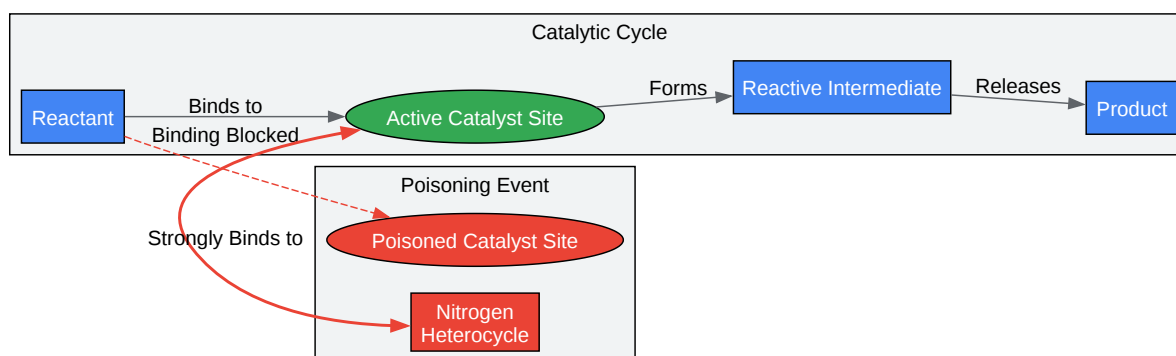 Catalytic Cycle
Reactant
Binds to
Binding Blocked
Active Catalyst Site
Forms
Reactive Intermediate
Releases
Product
Poisoning Event
Poisoned Catalyst Site
Strongly Binds to
Nitrogen
Heterocycle